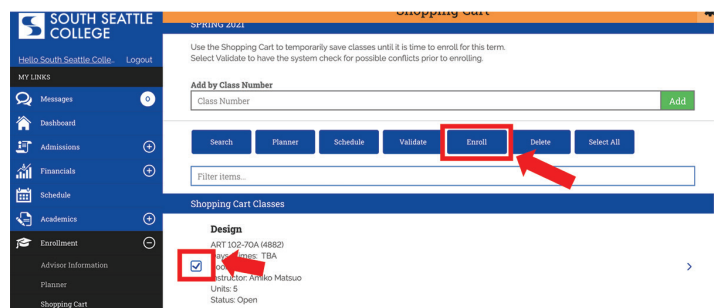 SOUTH SEATTLE
COLLEGE
Hello South Seattle Colle..
Logout
MY LINKS
Messages
0
Dashboard
Admissions
Financials
Schedule
Academics
Enrollment
Advisor Information
Planner
Shopping Cart
Shopping Cart
SPRING 2021
Use the Shopping Cart to temporarily save classes until it is time to enroll for this term.
Select Validate to have the system check for possible conflicts prior to enrolling.
Add by Class Number
Class Number
Add
Search
Planner
Schedule
Validate
Enroll
Delete
Select All
Filter items...
Shopping Cart Classes
Design
ART 102-70A (4882)
TBA
Amiko Matsuo
Units: 5
Status: Open